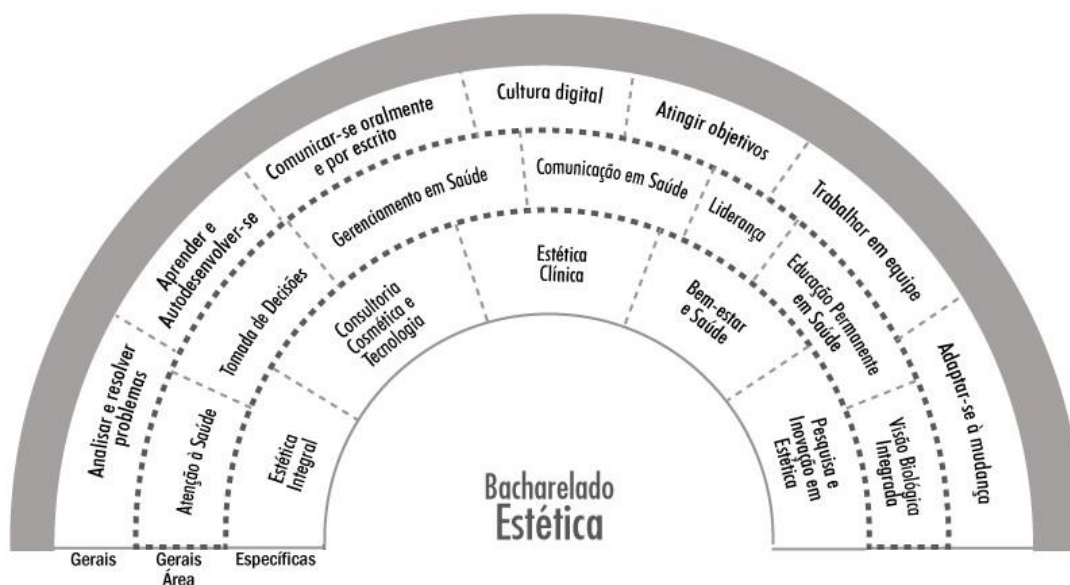 Analisar e resolver
problemas
Aprender e
Autodesenvolver-se
Comunicar-se oralmente
e por escrito
Cultura digital
Atingir objetivos
Trabalhar em equipe
Adaptar-se à mudança
Atenção à Saúde
Tomada de Decisões
Gerenciamento em Saúde
Comunicação em Saúde
Liderança
Educação Permanente
em Saúde
Visão Biológica
Integrada
Estética
Integral
Consultoria
Cosmética e
Tecnologia
Estética
Clínica
Bem-estar
e Saúde
Pesquisa e
Inovação em
Estética
Bacharelado
Estética
Gerais
Gerais
Área
Específicas